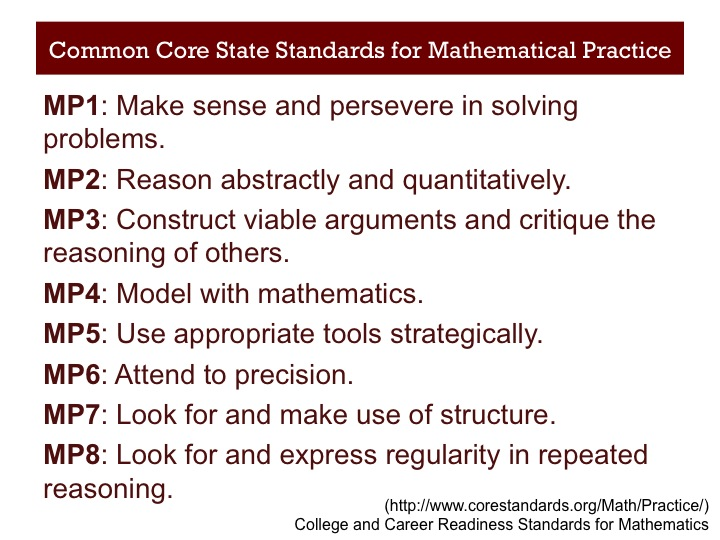 Common Core State Standards for Mathematical Practice
MP1: Make sense and persevere in solving
problems.
MP2: Reason abstractly and quantitatively.
MP3: Construct viable arguments and critique the
reasoning of others.
MP4: Model with mathematics.
MP5: Use appropriate tools strategically.
MP6: Attend to precision.
MP7: Look for and make use of structure.
MP8: Look for and express regularity in repeated
reasoning.
(http://www.corestandards.org/Math/Practice/)
College and Career Readiness Standards for Mathematics